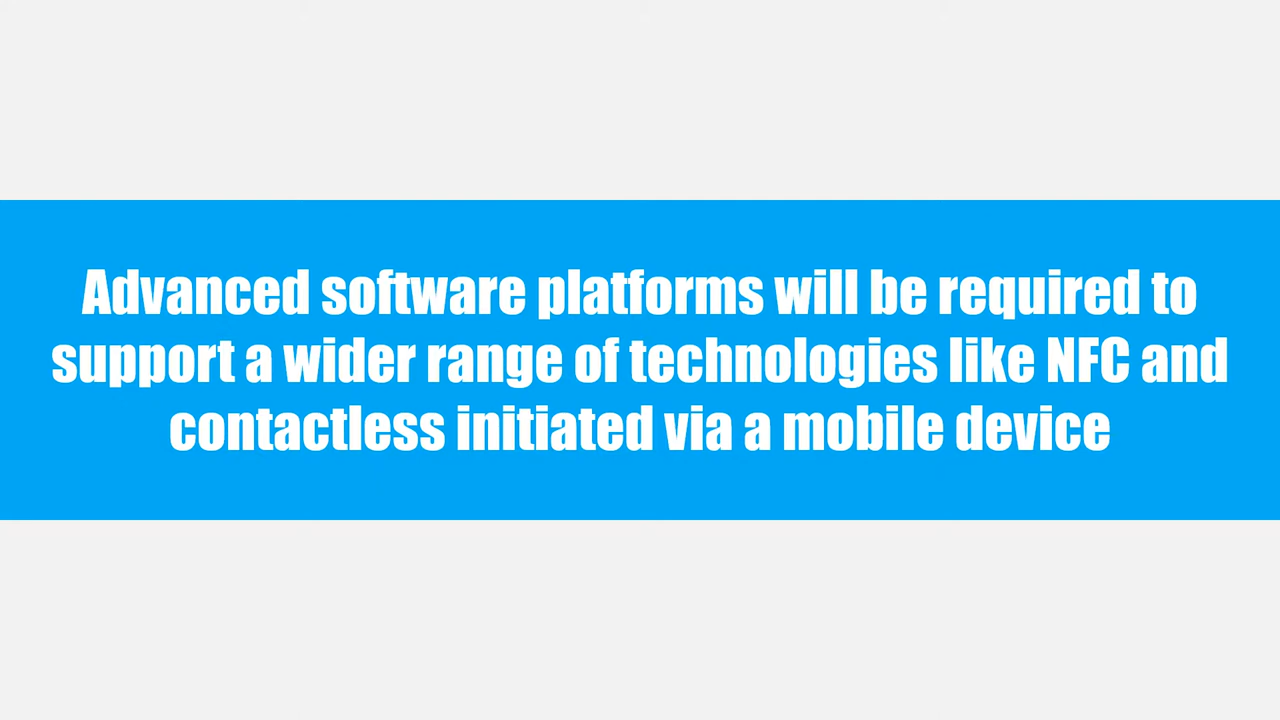 Advanced software platforms will be required to
support a wider range of technologies like NFC and
contactless initiated via a mobile device